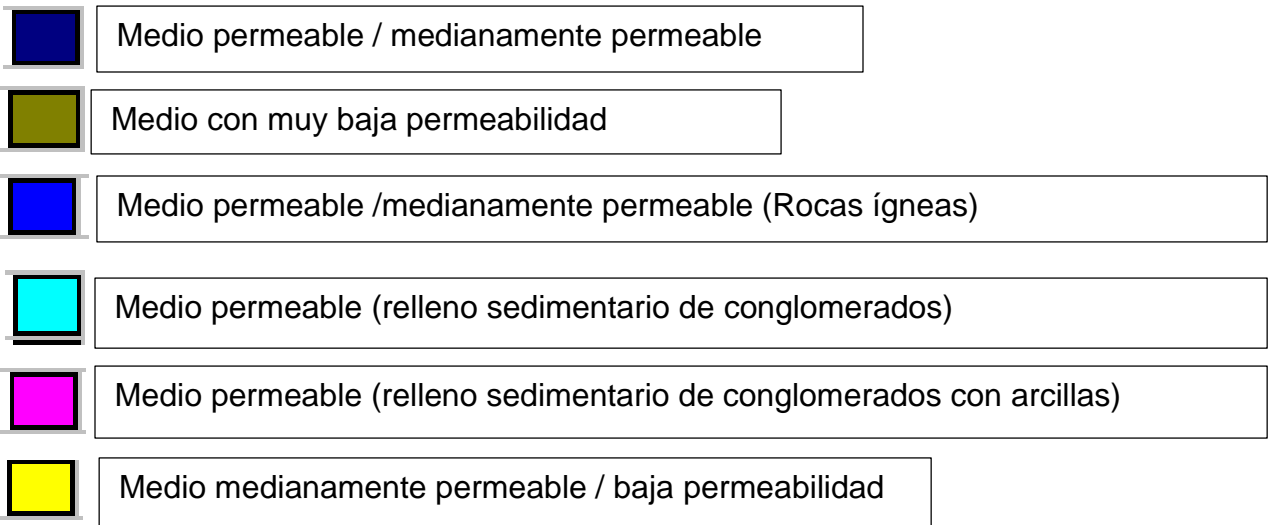 Medio permeable / medianamente permeable
Medio con muy baja permeabilidad
Medio permeable /medianamente permeable (Rocas ígneas)
Medio permeable (relleno sedimentario de conglomerados)
Medio permeable (relleno sedimentario de conglomerados con arcillas)
Medio medianamente permeable / baja permeabilidad